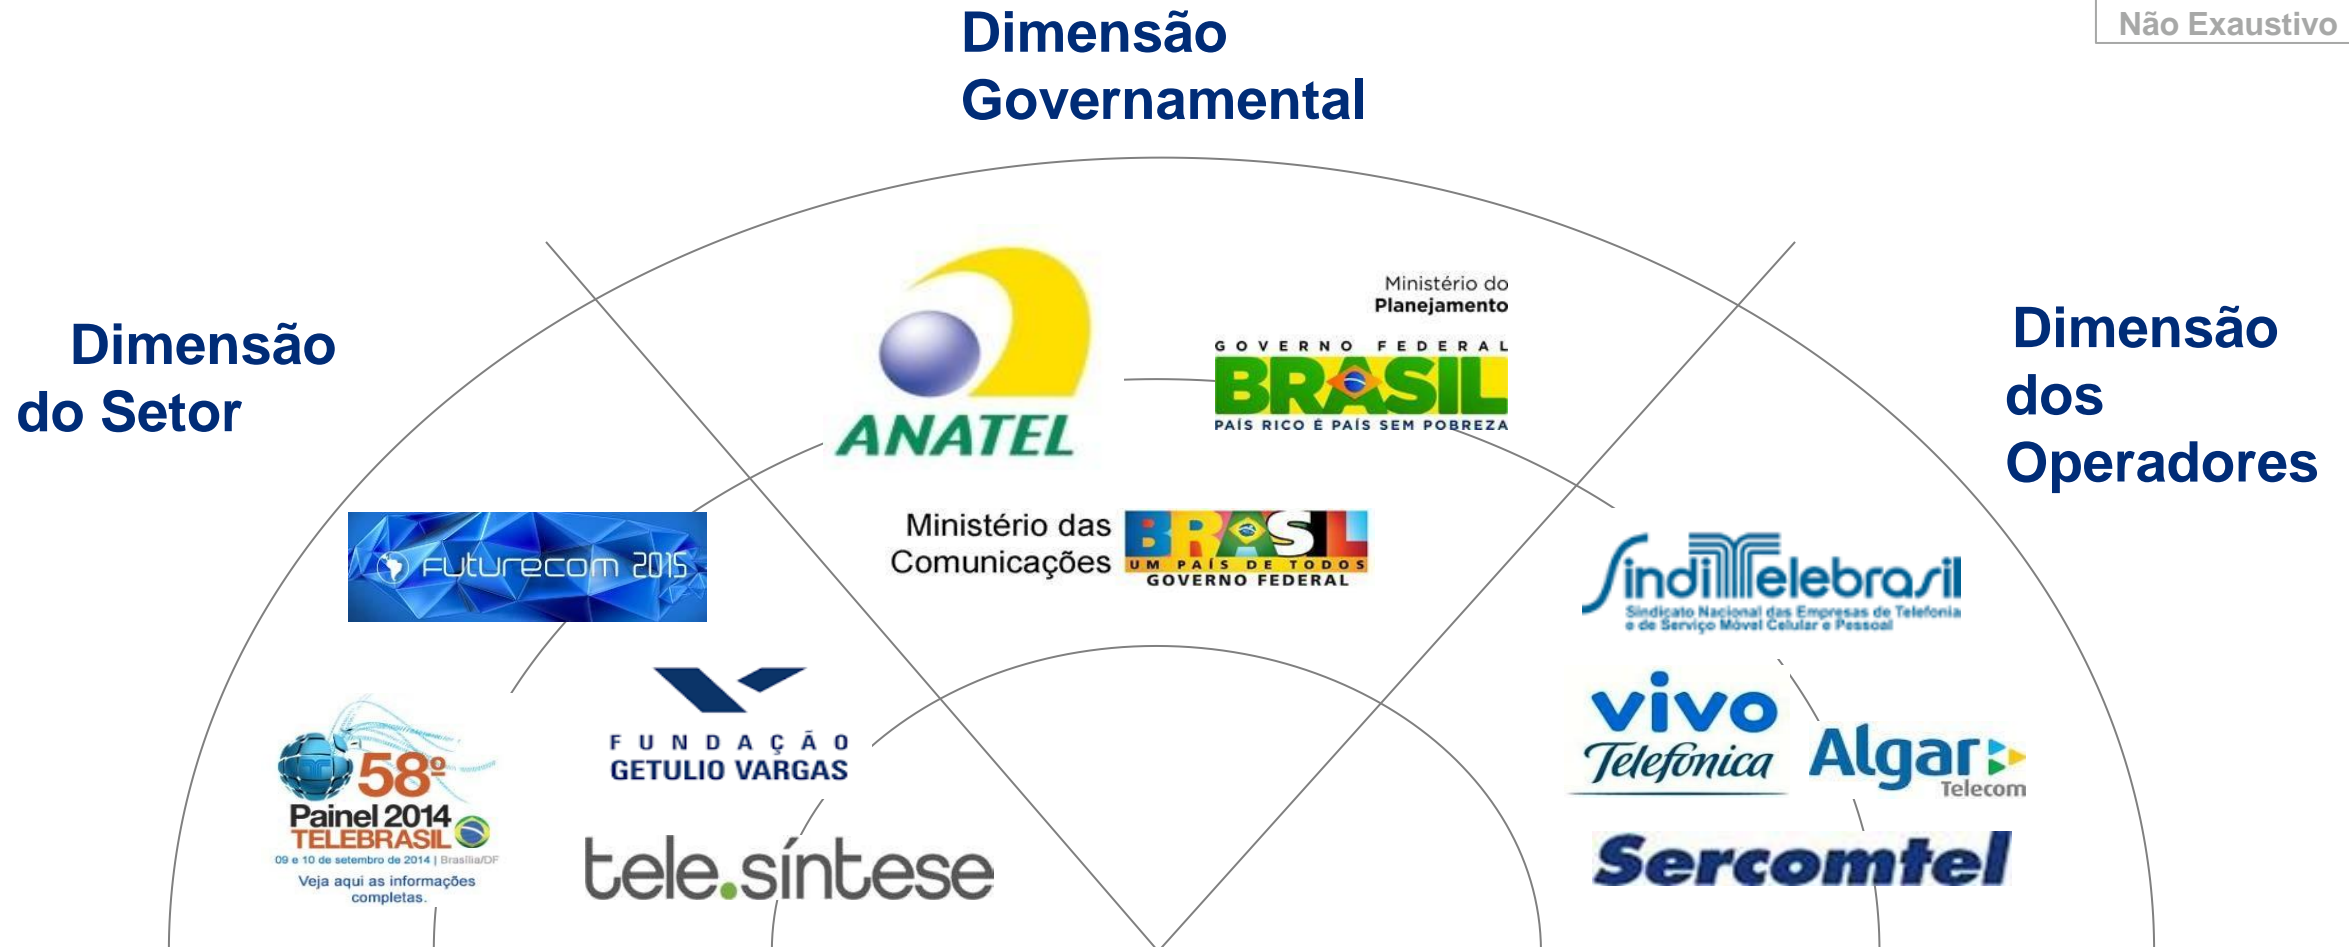 Dimensão
Governamental
Não Exaustivo
Dimensão
do Setor
Dimensão
dos
Operadores
ANATEL
Ministério do
Planejamento
GOVERNO FEDERAL
BRASIL
PAÍS RICO É PAÍS SEM POBREZA
Ministério das
Comunicações
BRASIL
UM PAÍS DE TODOS
GOVERNO FEDERAL
FUTURECOM 2015
58º
Painel 2014
TELEBRASIL
09 e 10 de setembro de 2014 | Brasília/DF
Veja aqui as informações
completas.
FUNDAÇÃO
GETULIO VARGAS
tele.síntese
SindiTelebrasil
Sindicato Nacional das Empresas de Telefonia
e de Serviço Móvel Celular e Pessoal
vivo
Telefónica
Algar
Telecom
Sercomtel